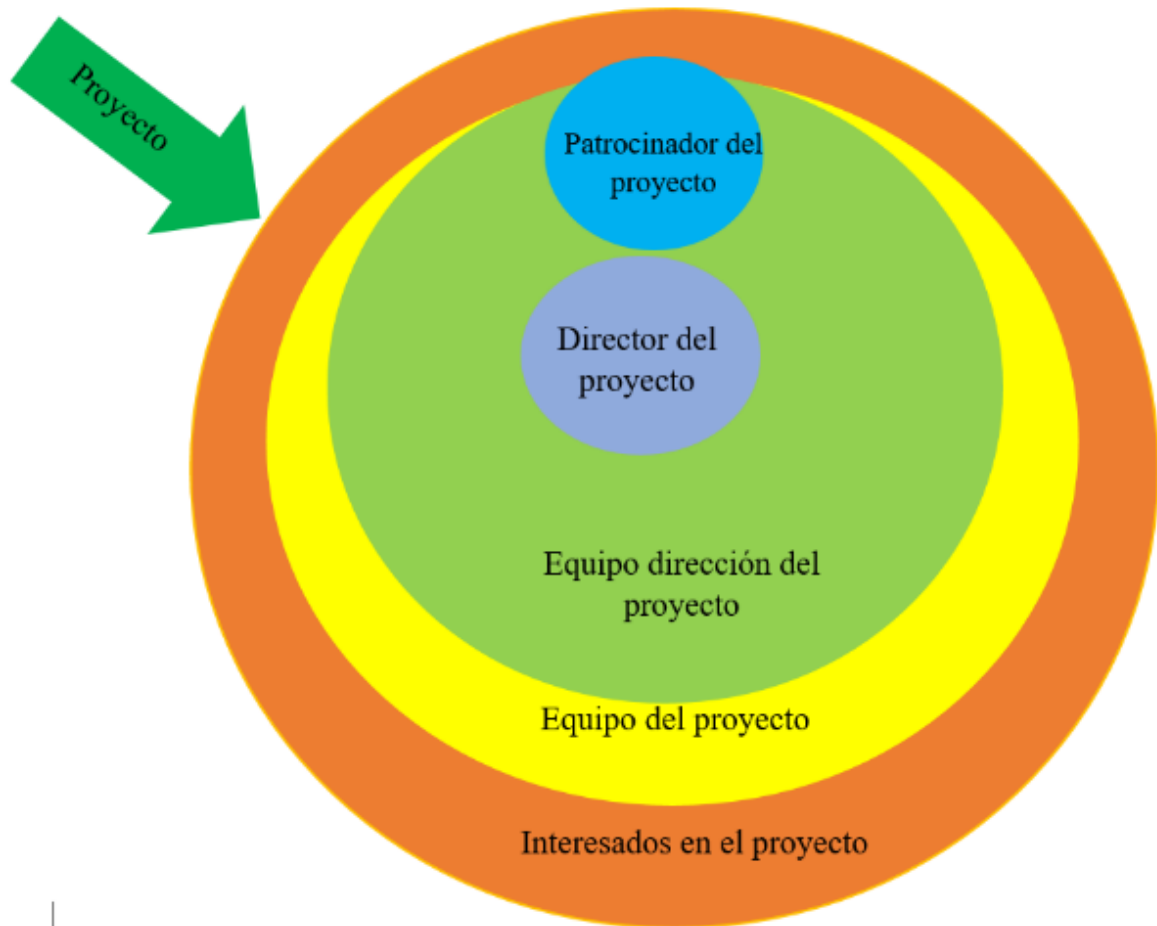 Proyecto
Patrocinador del
proyecto
Director del
proyecto
Equipo dirección del
proyecto
Equipo del proyecto
Interesados en el proyecto